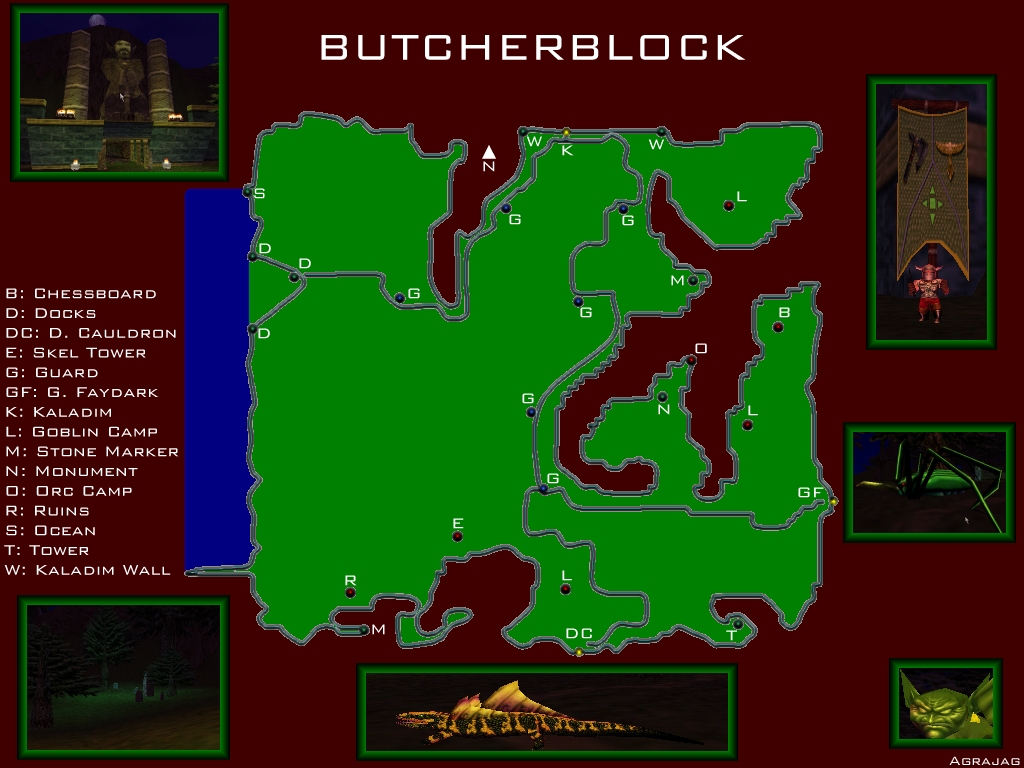 BUTCHERBLOCK
W
K
W
N
S
L
G
G
D
D
M
G
G
B
D
O
N
G
L
G
GF
E
R
L
M
DC
T
B: Chessboard
D: Docks
DC: D. Cauldron
E: Skel Tower
G: Guard
GF: G. Faydark
K: Kaladim
L: Goblin Camp
M: Stone Marker
N: Monument
O: Orc Camp
R: Ruins
S: Ocean
T: Tower
W: Kaladim Wall
Agrajag